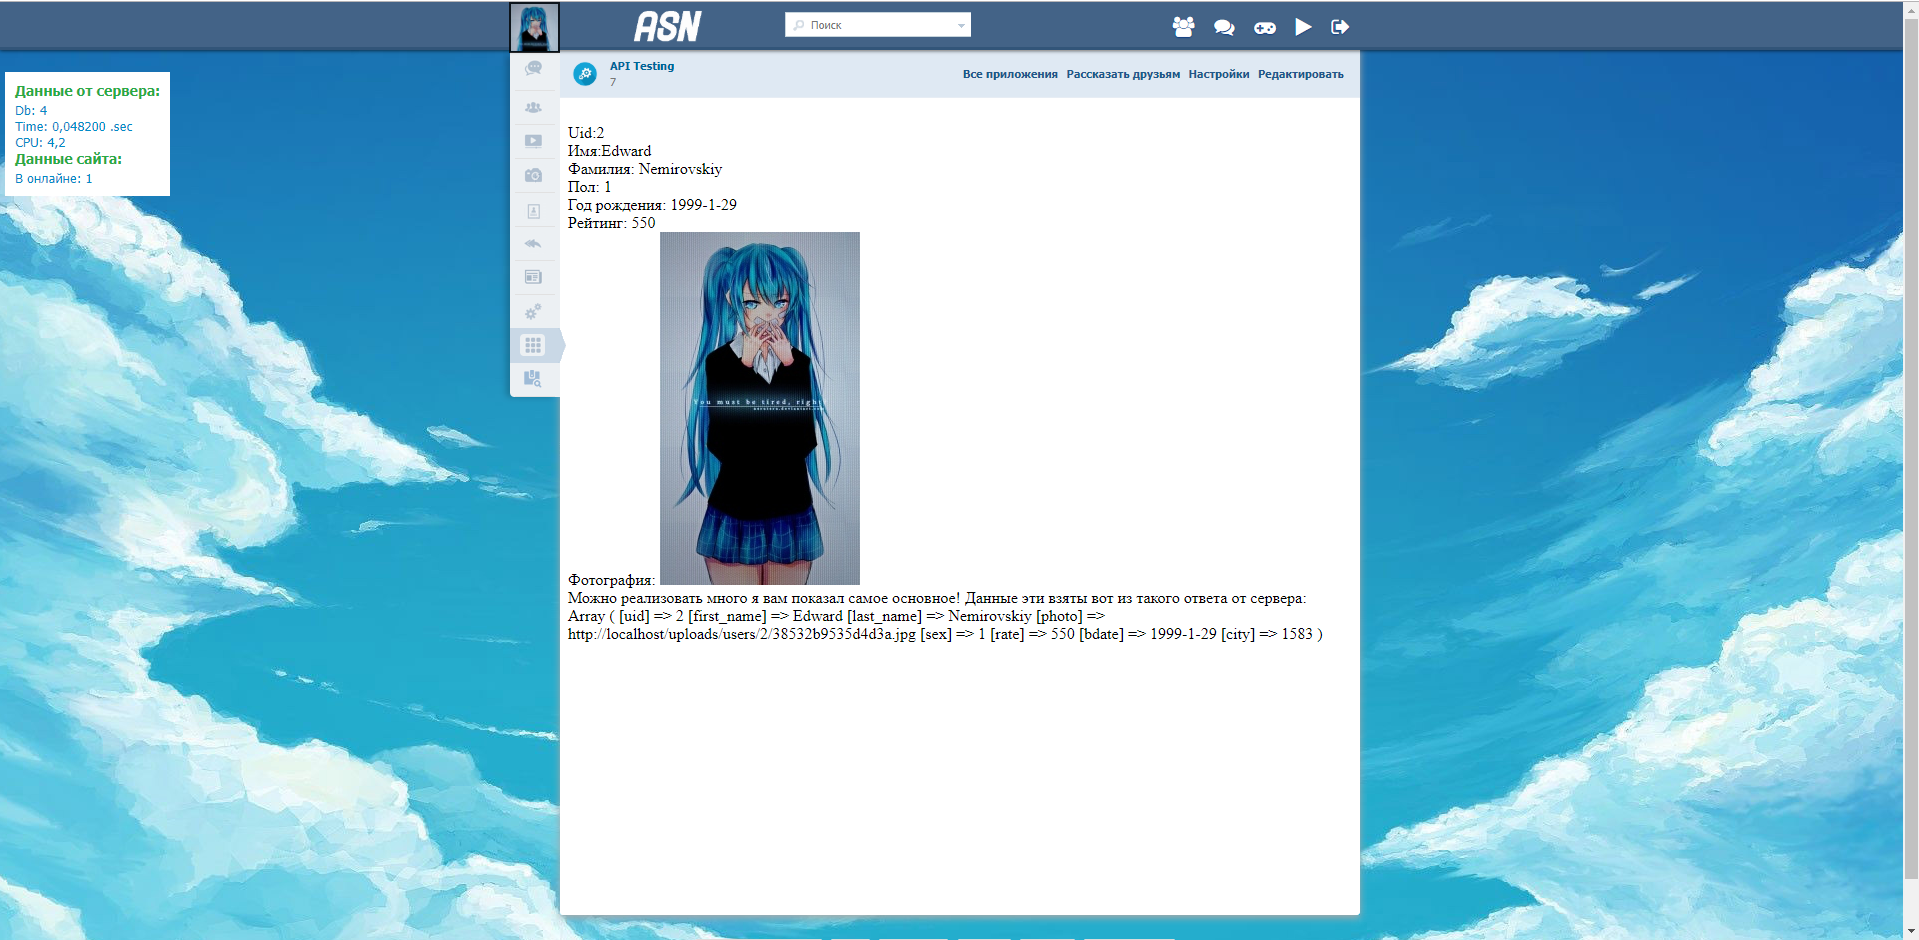 ASN
Поиск
API Testing
7
Все приложения Рассказать друзьям Настройки Редактировать
Данные от сервера:
Db: 4
Time: 0,048200 .sec
CPU: 4,2
Данные сайта:
В онлайне: 1
Uid:2
Имя:Edward
Фамилия: Nemirovskiy
Пол: 1
Год рождения: 1999-1-29
Рейтинг: 550
You must be tired, right?
Фотография:
Можно реализовать много я вам показал самое основное! Данные эти взяты вот из такого ответа от сервера:
Array ( [uid] => 2 [first_name] => Edward [last_name] => Nemirovskiy [photo] =>
http://localhost/uploads/users/2/38532b9535d4d3a.jpg [sex] => 1 [rate] => 550 [bdate] => 1999-1-29 [city] => 1583 )